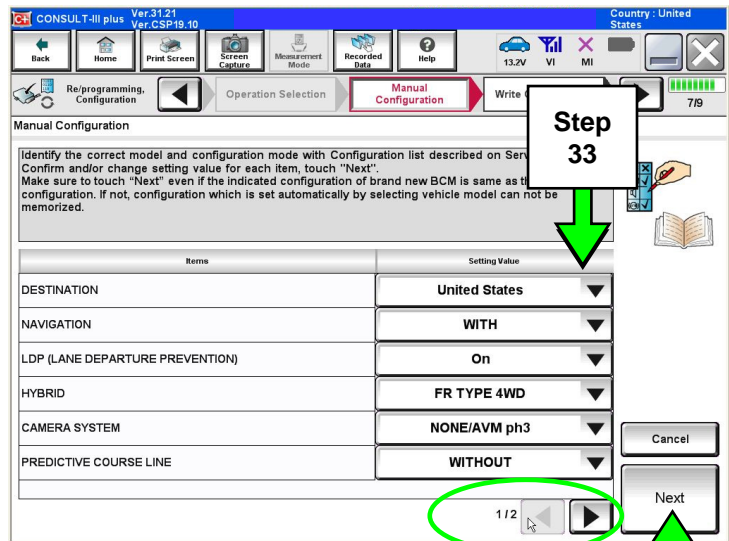 CONSULT-III plus Ver.31.21
Ver.CSP19.10
Country : United
States
Back
Home
Print Screen
Screen
Capture
Measurement
Mode
Recorded
Data
Help
13.2V
VI
MI
Re/programming,
Configuration
Operation Selection
Manual
Configuration
Write
7/9
Manual Configuration
Step
33
Identify the correct model and configuration mode with Configuration list described on
Confirm and/or change setting value for each item, touch "Next".
Make sure to touch “Next” even if the indicated configuration of brand new BCM is same as
configuration. If not, configuration which is set automatically by selecting vehicle model can not be
memorized.
Items
Setting Value
DESTINATION
United States
NAVIGATION
WITH
LDP (LANE DEPARTURE PREVENTION)
On
HYBRID
FR TYPE 4WD
CAMERA SYSTEM
NONE/AVM ph3
PREDICTIVE COURSE LINE
WITHOUT
Cancel
Next
1 / 2